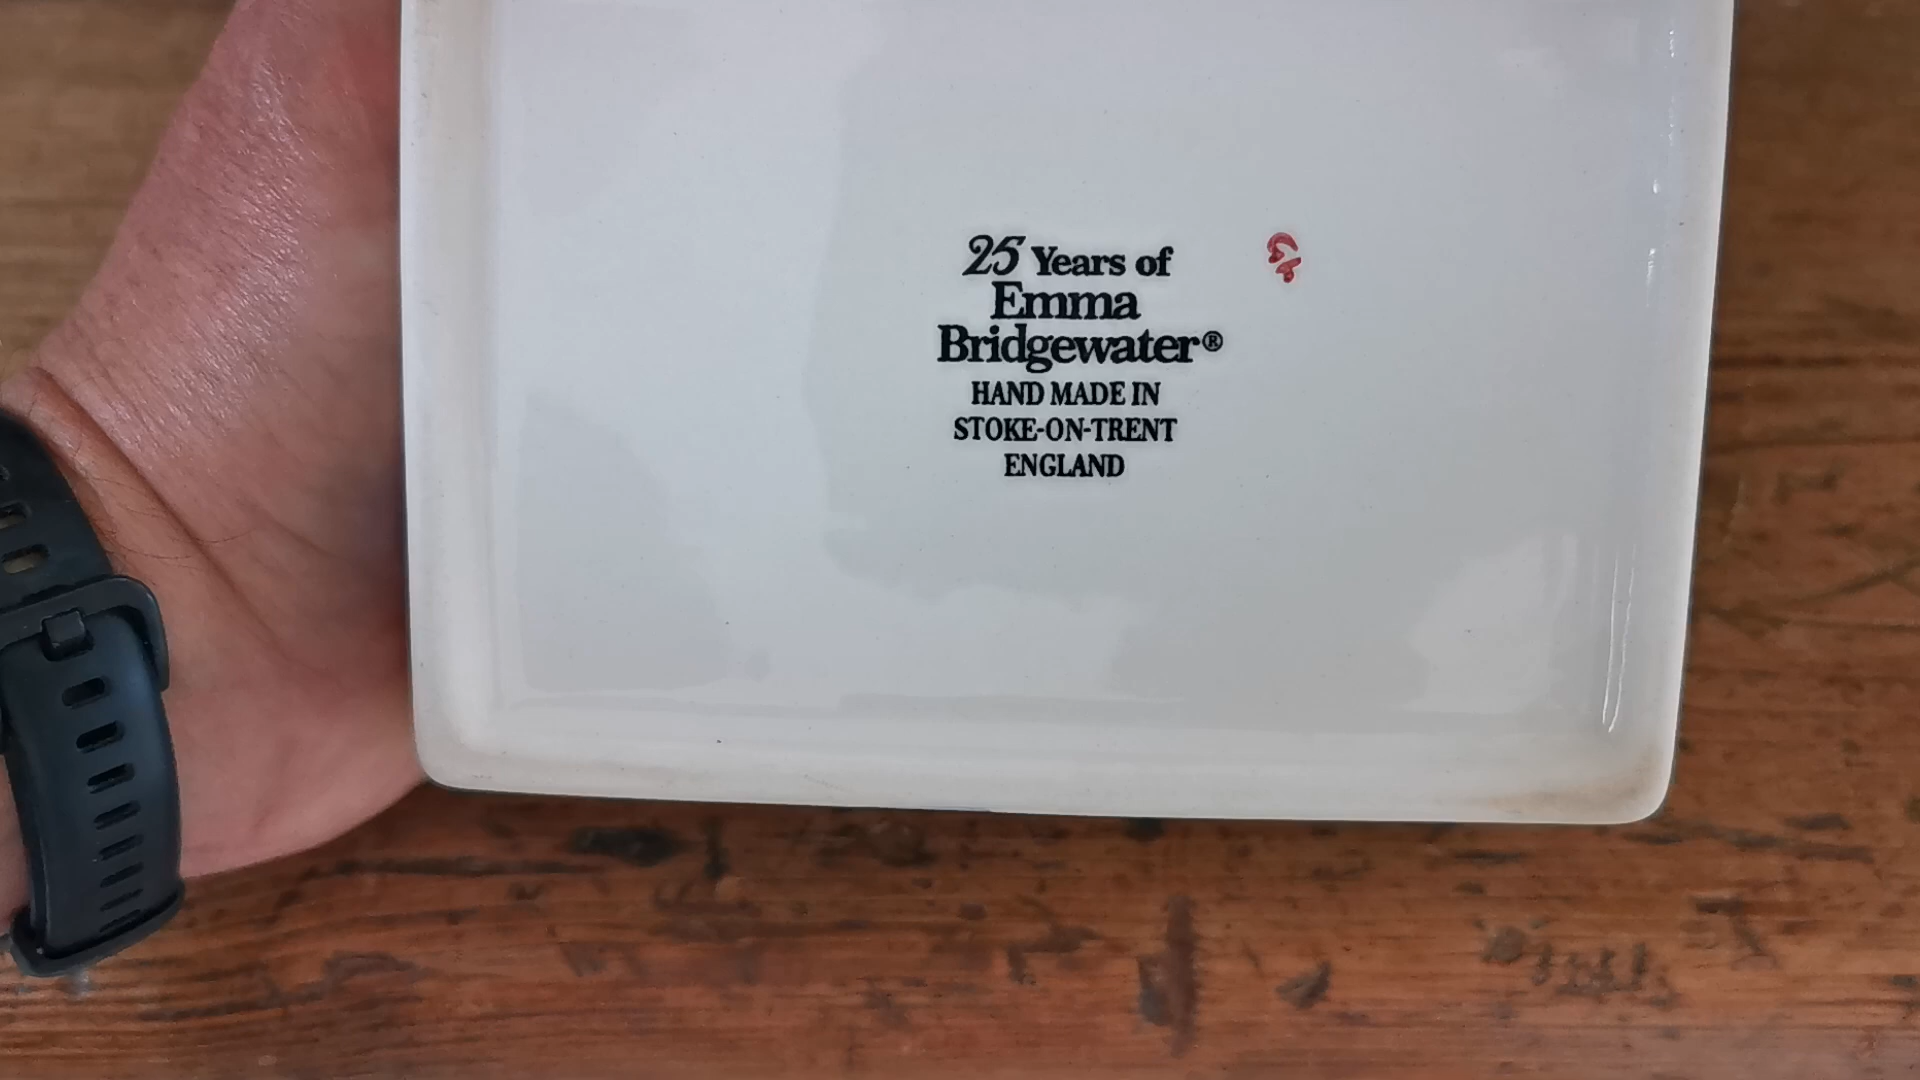 25 Years of
Emma
Bridgewater®
HAND MADE IN
STOKE-ON-TRENT
ENGLAND